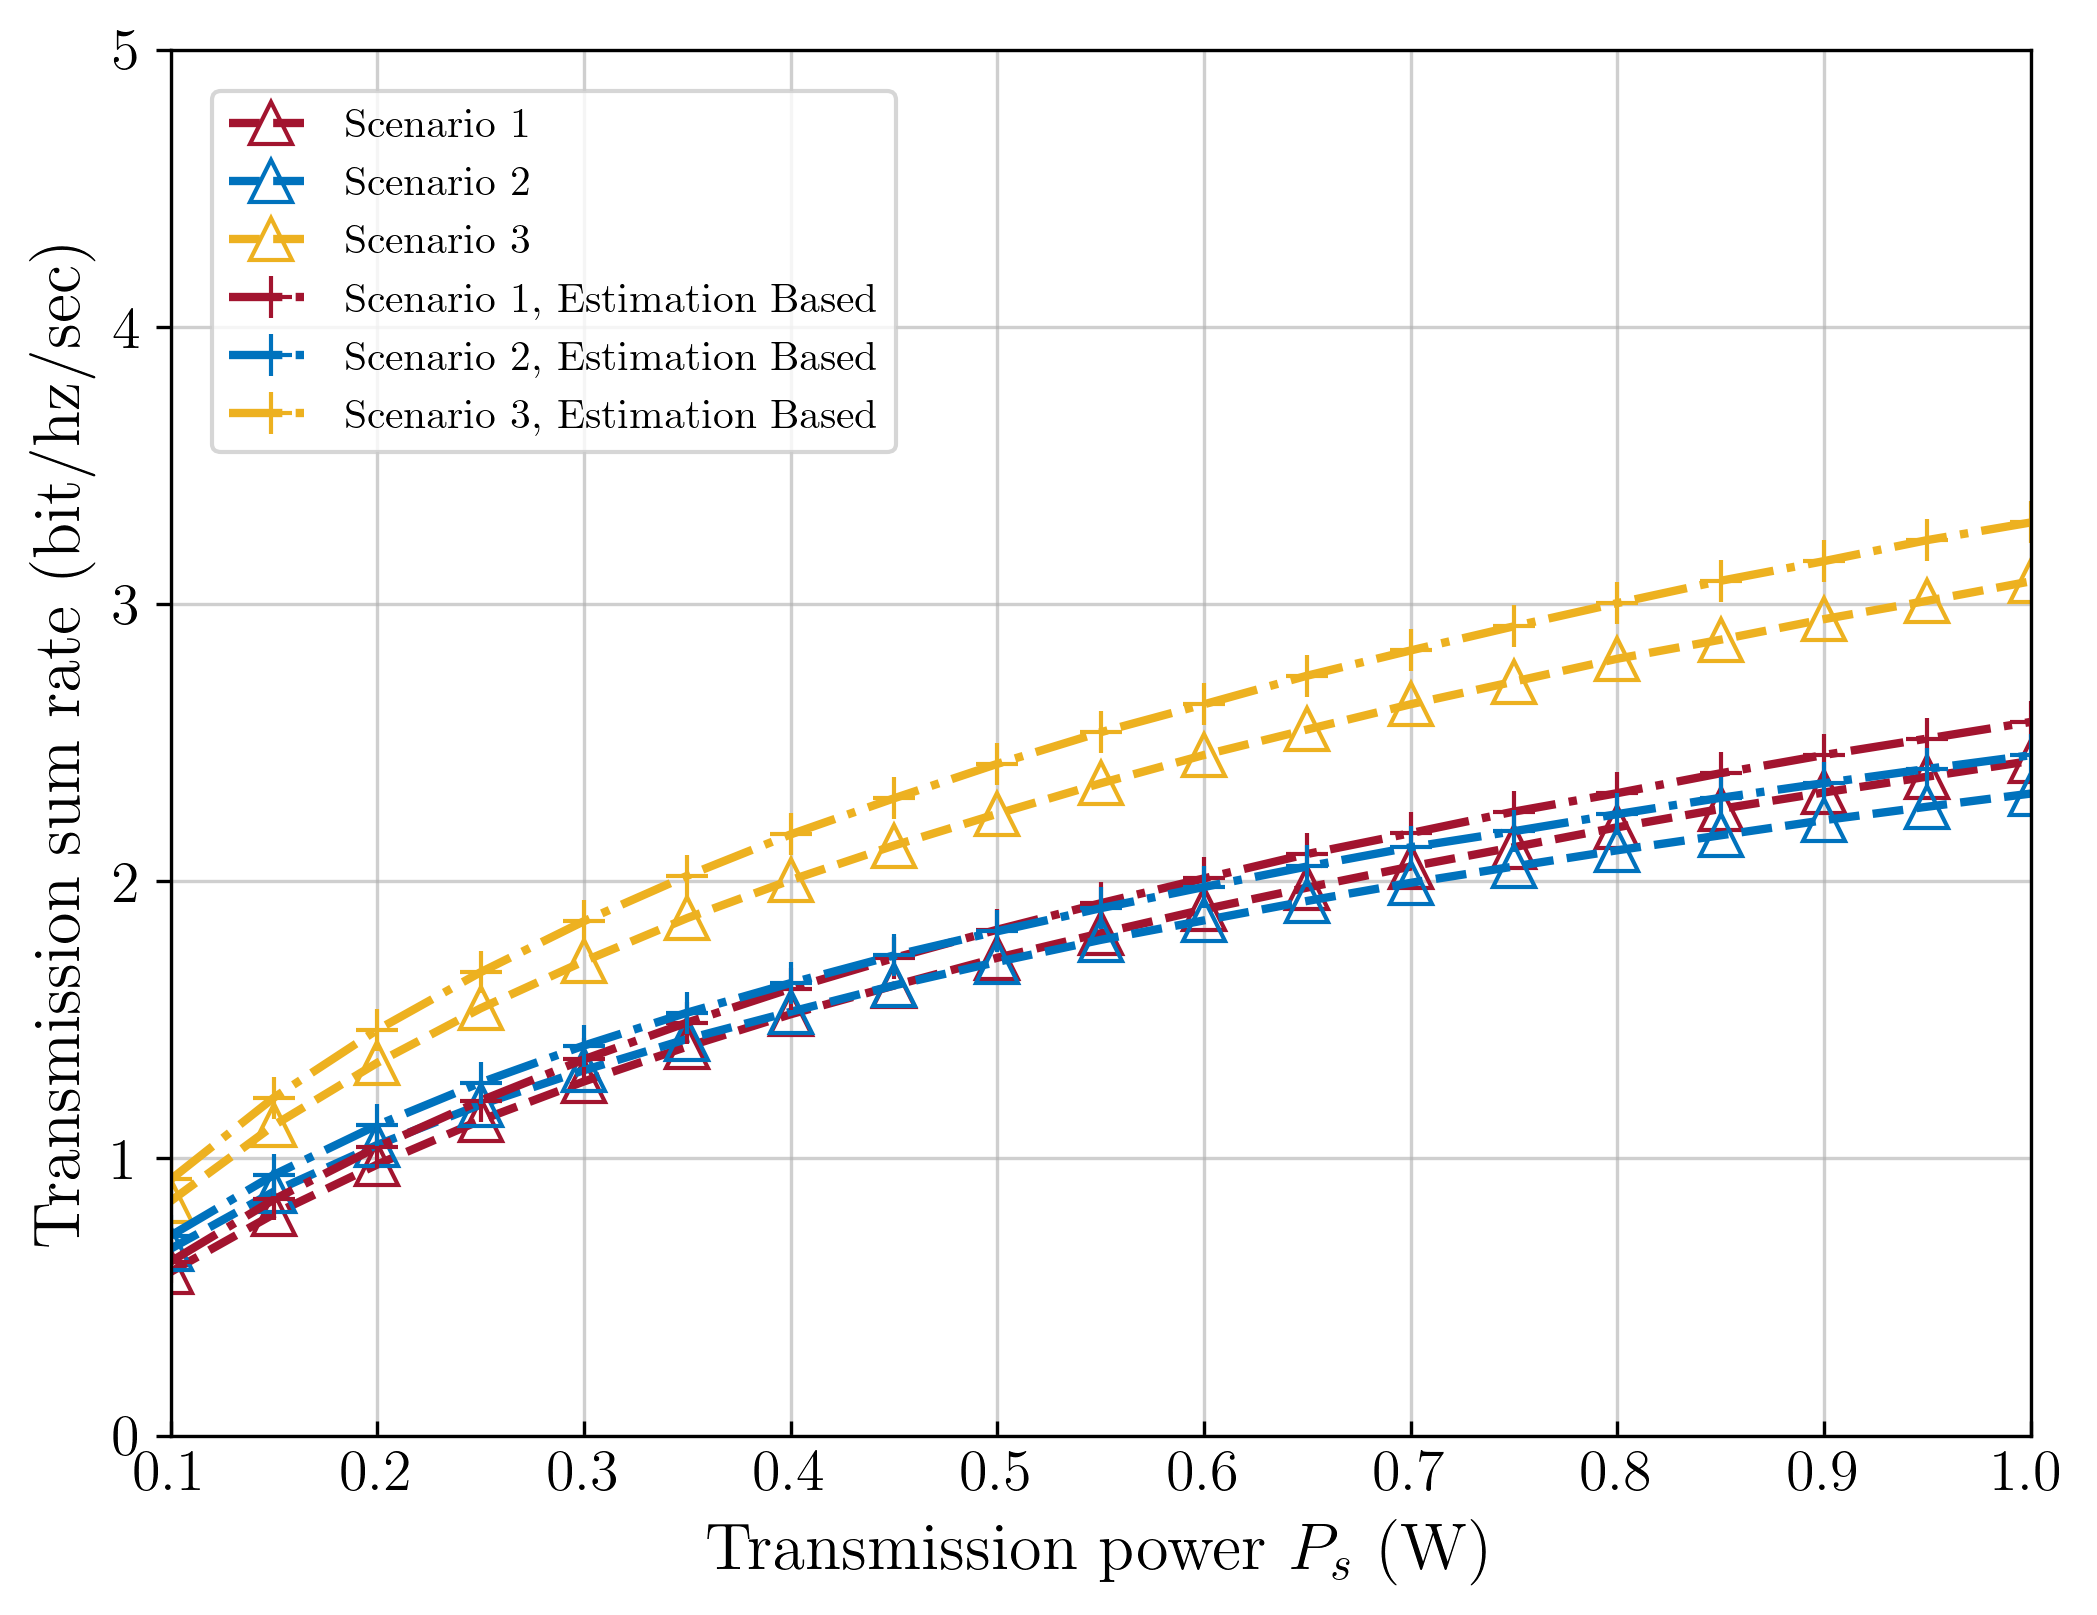 Transmission sum rate (bit/hz/sec)
5
4
3
2
1
0
Scenario 1
Scenario 2
Scenario 3
Scenario 1, Estimation Based
Scenario 2, Estimation Based
Scenario 3, Estimation Based
0.1 0.2 0.3 0.4 0.5 0.6 0.7 0.8 0.9 1.0
Transmission power P_s (W)